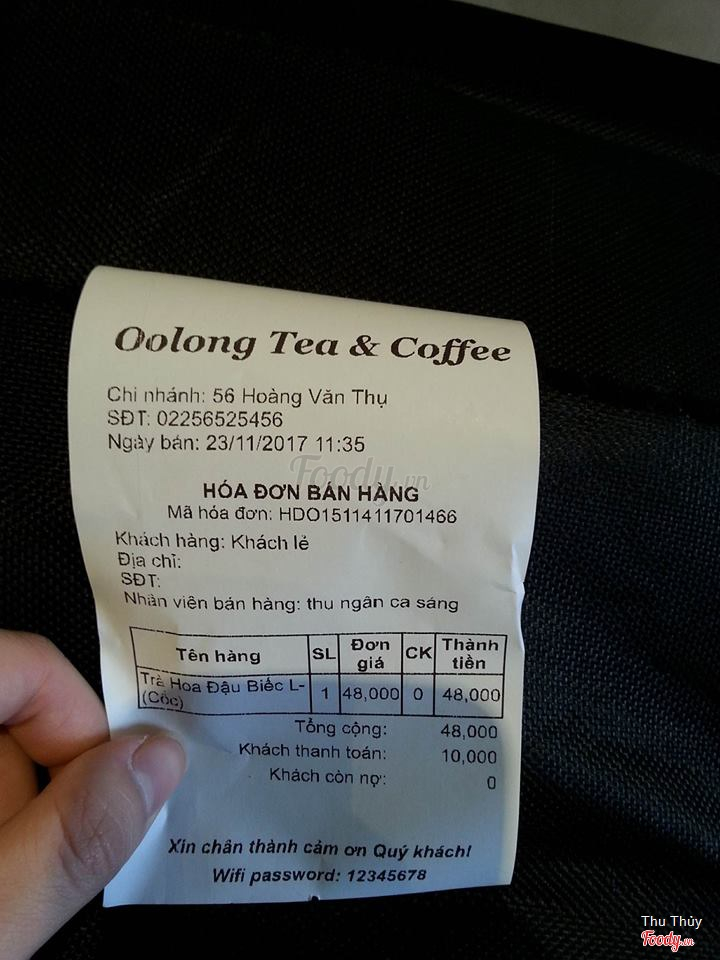 Oolong Tea & Coffee
Chi nhánh: 56 Hoàng Văn Thụ
SĐT: 02256525456
Ngày bán: 23/11/2017 11:35
Foody.vn
HÓA ĐƠN BÁN HÀNG
Mã hóa đơn: HDO1511411701466
Khách hàng: Khách lẻ
Địa chỉ:
SĐT:
Nhân viên bán hàng: thu ngân ca sáng
Tên hàng SL Đơn giá CK Thành tiền
Trà Hoa Đậu Biếc L- 1 48,000 0 48,000
(Cốc)
Tổng cộng: 48,000
Khách thanh toán: 10,000
Khách còn nợ: 0
Xin chân thành cảm ơn Quý khách!
Wifi password: 12345678
Thu Thủy
Foody.vn